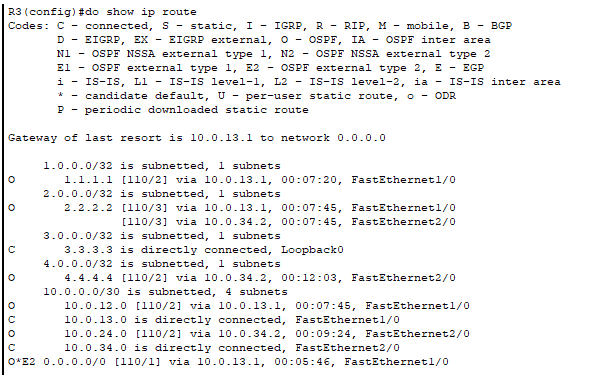 R3(config)#do show ip route
Codes: C - connected, S - static, I - IGRP, R - RIP, M - mobile, B - BGP
       D - EIGRP, EX - EIGRP external, O - OSPF, IA - OSPF inter area
       N1 - OSPF NSSA external type 1, N2 - OSPF NSSA external type 2
       E1 - OSPF external type 1, E2 - OSPF external type 2, E - EGP
       i - IS-IS, L1 - IS-IS level-1, L2 - IS-IS level-2, ia - IS-IS inter area
       * - candidate default, U - per-user static route, o - ODR
       P - periodic downloaded static route

Gateway of last resort is 10.0.13.1 to network 0.0.0.0

     1.0.0.0/32 is subnetted, 1 subnets
O       1.1.1.1 [110/2] via 10.0.13.1, 00:07:20, FastEthernet1/0
     2.0.0.0/32 is subnetted, 1 subnets
O       2.2.2.2 [110/3] via 10.0.13.1, 00:07:45, FastEthernet1/0
                [110/3] via 10.0.34.2, 00:07:45, FastEthernet2/0
     3.0.0.0/32 is subnetted, 1 subnets
C       3.3.3.3 is directly connected, Loopback0
     4.0.0.0/32 is subnetted, 1 subnets
O       4.4.4.4 [110/2] via 10.0.34.2, 00:12:03, FastEthernet2/0
     10.0.0.0/30 is subnetted, 4 subnets
O       10.0.12.0 [110/2] via 10.0.13.1, 00:07:45, FastEthernet1/0
C       10.0.13.0 is directly connected, FastEthernet1/0
O       10.0.24.0 [110/2] via 10.0.34.2, 00:09:24, FastEthernet2/0
C       10.0.34.0 is directly connected, FastEthernet2/0
O*E2 0.0.0.0/0 [110/1] via 10.0.13.1, 00:05:46, FastEthernet1/0